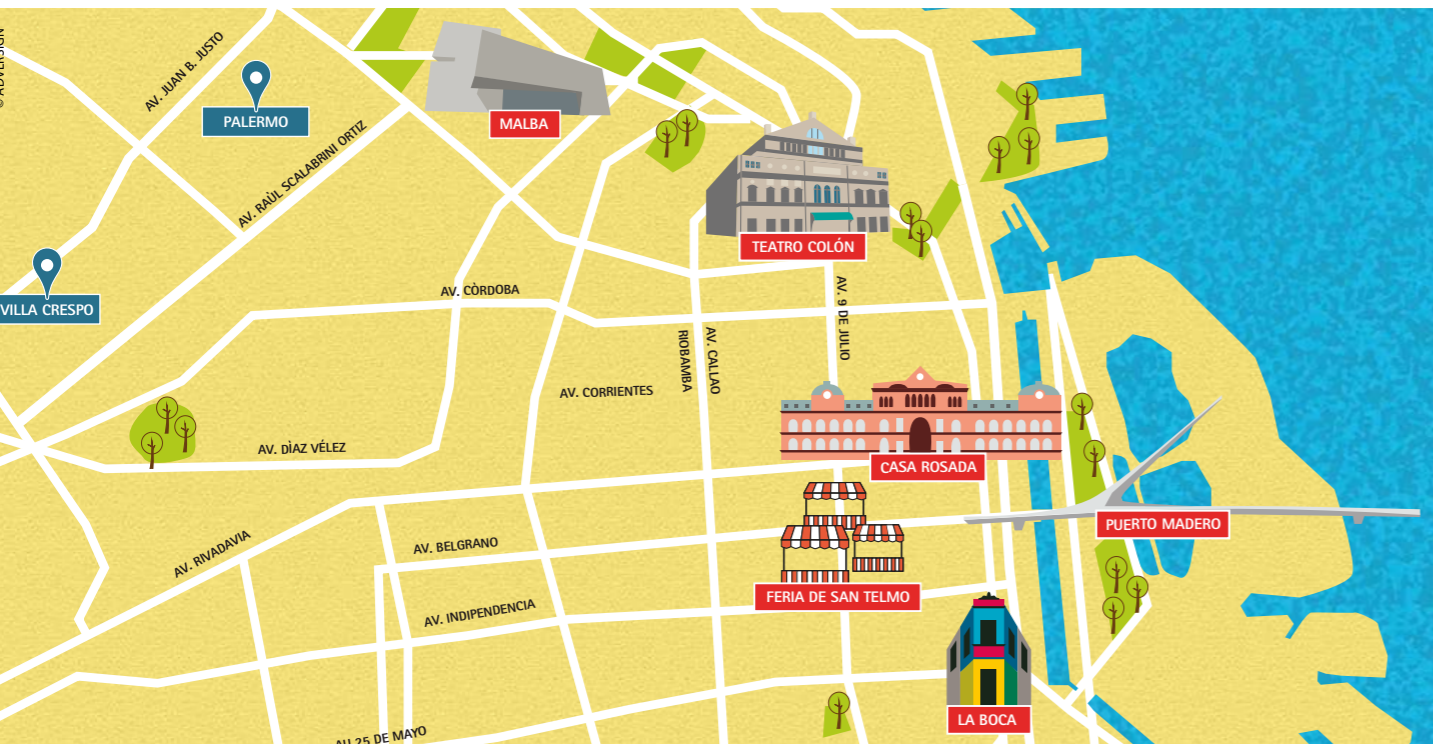 © ADVERSIGN
AV. JUAN B. JUSTO
PALERMO
MALBA
AV. RAÙL SCALABRINI ORTIZ
TEATRO COLÓN
VILLA CRESPO
AV. CÒRDOBA
AV. 9 DE JULIO
RIOBAMBA
AV. CALLAO
AV. CORRIENTES
AV. DÌAZ VÉLEZ
CASA ROSADA
PUERTO MADERO
AV. RIVADAVIA
AV. BELGRANO
FERIA DE SAN TELMO
AV. INDIPENDENCIA
LA BOCA
AU 25 DE MAYO